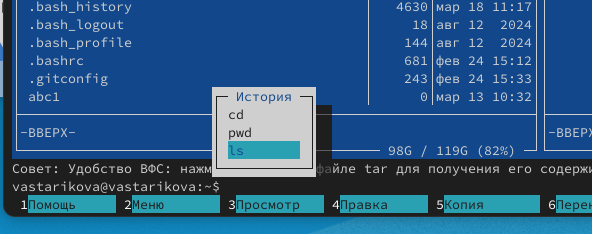 .bash_history 4630 мар 18 11:17
.bash_logout 18 авг 12 2024
.bash_profile 144 авг 12 2024
.bashrc 681 фев 24 15:12
.gitconfig 243 фев 24 15:33
abc1 0 мар 13 10:32
История
cd
pwd
ls
-ВВЕРХ-
-ВВЕРХ-
98G / 119G (82%)
Совет: Удобство ВФС: нажм файле tar для получения его содержи
vastarikova@vastarikova:~$
1Помощь 2Меню 3Просмотр 4Правка 5Копия 6Перен